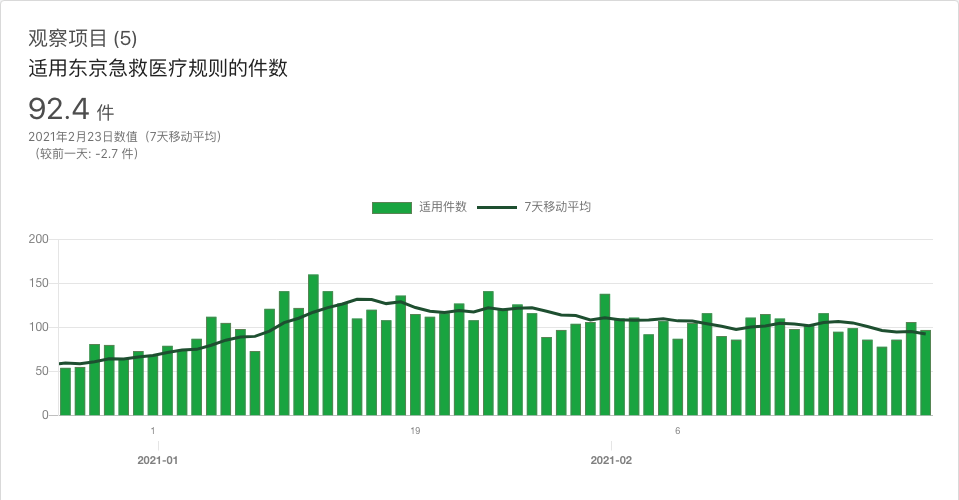 观察项目 (5)
适用东京急救医疗规则的件数
92.4 件
2021年2月23日数值（7天移动平均）
（较前一天: -2.7 件）
适用件数 7天移动平均
200
150
100
50
0
1 19 6
2021-01 2021-02